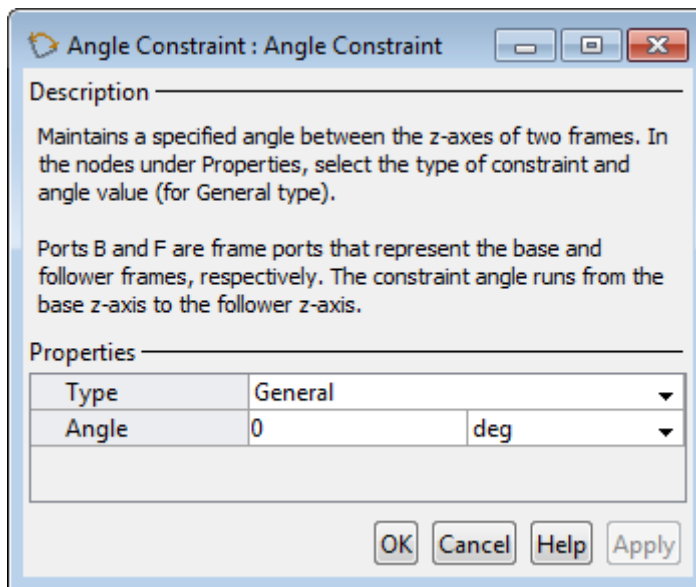 Angle Constraint : Angle Constraint
Description
Maintains a specified angle between the z-axes of two frames. In
the nodes under Properties, select the type of constraint and
angle value (for General type).
Ports B and F are frame ports that represent the base and
follower frames, respectively. The constraint angle runs from the
base z-axis to the follower z-axis.
Properties
Type General
Angle 0 deg
OK Cancel Help Apply